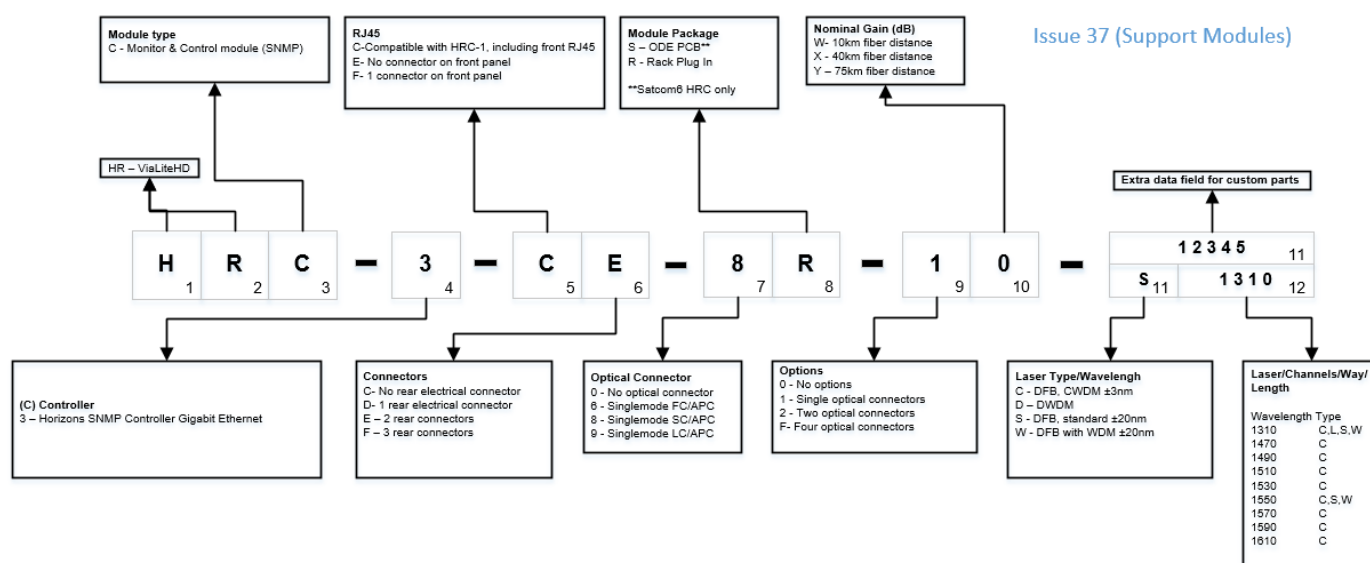 Issue 37 (Support Modules)
Module type
C - Monitor & Control module (SNMP)
RJ45
C-Compatible with HRC-1, including front RJ45
E- No connector on front panel
F- 1 connector on front panel
Module Package
S – ODE PCB**
R - Rack Plug In
**Satcom6 HRC only
Nominal Gain (dB)
W- 10km fiber distance
X - 40km fiber distance
Y – 75km fiber distance
HR – ViaLiteHD
Extra data field for custom parts
H 1 R 2 C 3 – 3 4 – C 5 E 6 – 8 7 R 8 – 1 9 0 10 –
1 2 3 4 5 11
S 11 1 3 1 0 12
(C) Controller
3 – Horizons SNMP Controller Gigabit Ethernet
Connectors
C- No rear electrical connector
D- 1 rear electrical connector
E – 2 rear connectors
F – 3 rear connectors
Optical Connector
0 - No optical connector
6 - Singlemode FC/APC
8 - Singlemode SC/APC
9 - Singlemode LC/APC
Options
0 - No options
1 - Single optical connectors
2 - Two optical connectors
F- Four optical connectors
Laser Type/Wavelengh
C - DFB, CWDM ±3nm
D – DWDM
S - DFB, standard ±20nm
W - DFB with WDM ±20nm
Laser/Channels/Way/
Length
Wavelength Type
1310 C,L,S,W
1470 C
1490 C
1510 C
1530 C
1550 C,S,W
1570 C
1590 C
1610 C